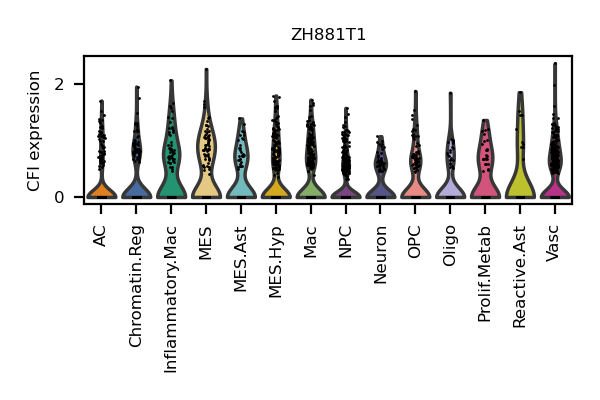 ZH881T1
CFI expression
2
0
AC
Chromatin.Reg
Inflammatory.Mac
MES
MES.Ast
MES.Hyp
Mac
NPC
Neuron
OPC
Oligo
Prolif.Metab
Reactive.Ast
Vasc